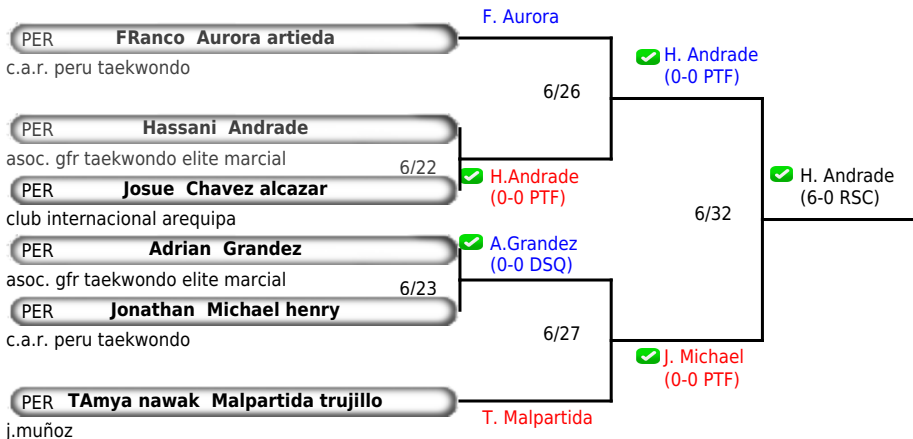 F. Aurora
PER FRanco Aurora artieda
c.a.r. peru taekwondo
H. Andrade
(0-0 PTF)
6/26
PER Hassani Andrade
asoc. gfr taekwondo elite marcial
6/22
H.Andrade
(0-0 PTF)
PER Josue Chavez alcazar
club internacional arequipa
H. Andrade
(6-0 RSC)
6/32
PER Adrian Grandez
asoc. gfr taekwondo elite marcial
A.Grandez
(0-0 DSQ)
6/23
PER Jonathan Michael henry
c.a.r. peru taekwondo
6/27
J. Michael
(0-0 PTF)
PER TAmya nawak Malpartida trujillo
T. Malpartida
j.muñoz